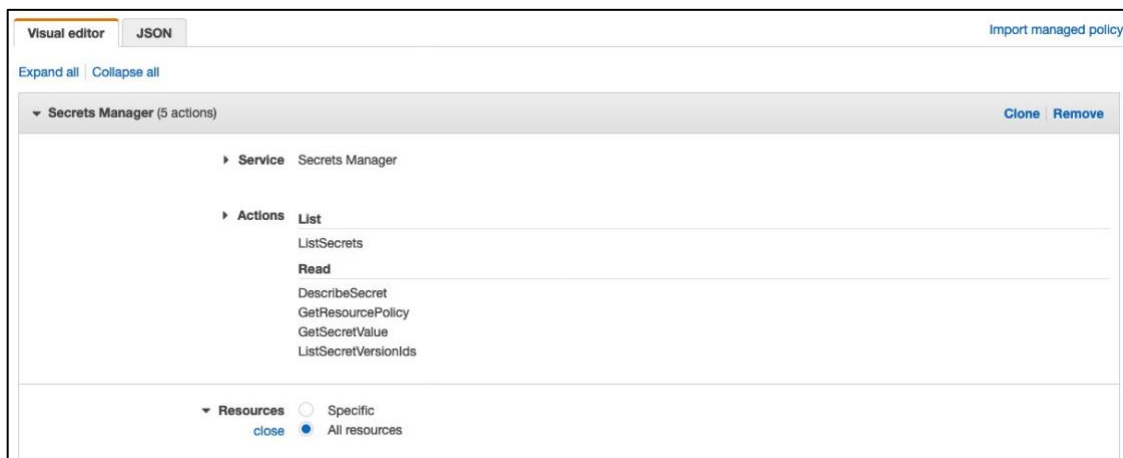 Visual editor JSON Import managed policy
Expand all Collapse all
Secrets Manager (5 actions) Clone Remove
Service Secrets Manager
Actions List
ListSecrets
Read
DescribeSecret
GetResourcePolicy
GetSecretValue
ListSecretVersionIds
Resources Specific
close All resources